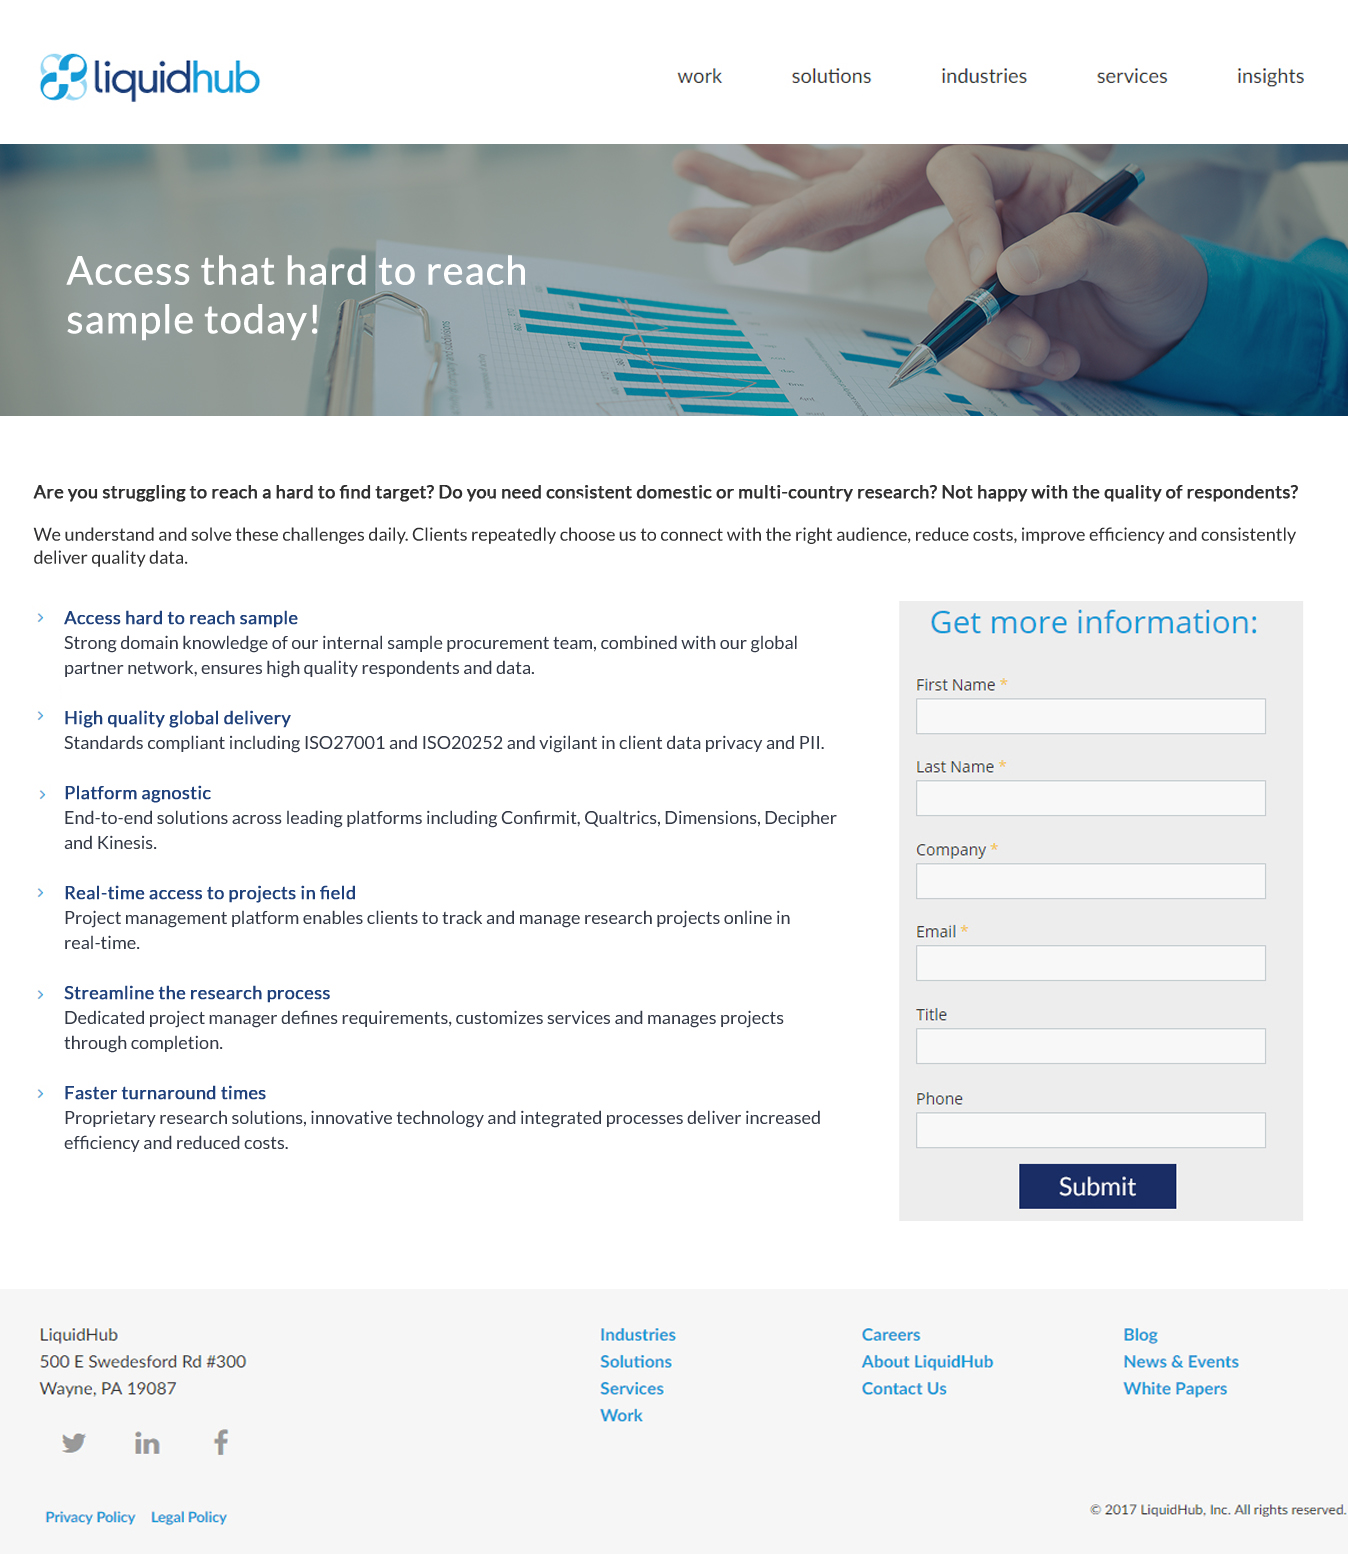 liquidhub
work solutions industries services insights
Access that hard to reach
sample today!
Are you struggling to reach a hard to find target? Do you need consistent domestic or multi-country research? Not happy with the quality of respondents?
We understand and solve these challenges daily. Clients repeatedly choose us to connect with the right audience, reduce costs, improve efficiency and consistently
deliver quality data.
Access hard to reach sample
Strong domain knowledge of our internal sample procurement team, combined with our global
partner network, ensures high quality respondents and data.
High quality global delivery
Standards compliant including ISO27001 and ISO20252 and vigilant in client data privacy and PII.
Platform agnostic
End-to-end solutions across leading platforms including Confirmit, Qualtrics, Dimensions, Decipher
and Kinesis.
Real-time access to projects in field
Project management platform enables clients to track and manage research projects online in
real-time.
Streamline the research process
Dedicated project manager defines requirements, customizes services and manages projects
through completion.
Faster turnaround times
Proprietary research solutions, innovative technology and integrated processes deliver increased
efficiency and reduced costs.
Get more information:
First Name *
Last Name *
Company *
Email *
Title
Phone
Submit
LiquidHub
500 E Swedesford Rd #300
Wayne, PA 19087
Industries
Solutions
Services
Work
Careers
About LiquidHub
Contact Us
Blog
News & Events
White Papers
Privacy Policy Legal Policy
© 2017 LiquidHub, Inc. All rights reserved.